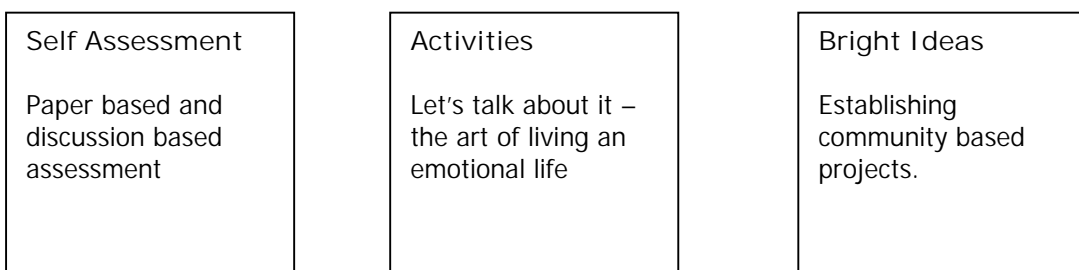 Self Assessment
Paper based and
discussion based
assessment
Activities
Let's talk about it –
the art of living an
emotional life
Bright Ideas
Establishing
community based
projects.